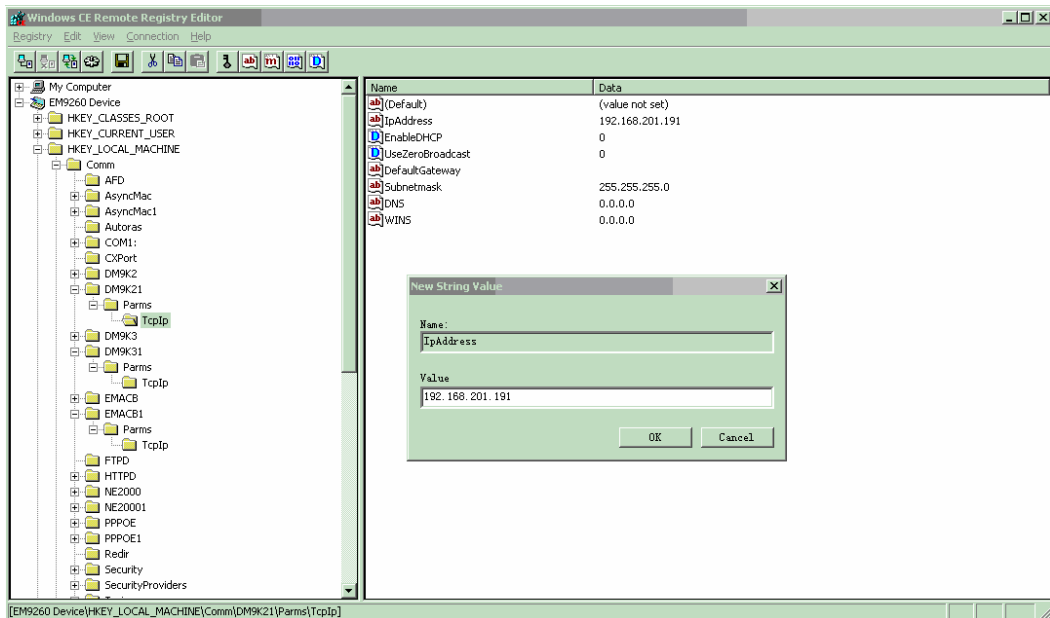 Windows CE Remote Registry Editor
Registry Edit View Connection Help
My Computer
EM9260 Device
HKEY_CLASSES_ROOT
HKEY_CURRENT_USER
HKEY_LOCAL_MACHINE
Comm
AFD
AsyncMac
AsyncMac1
Autoras
COM1:
CXPort
DM9K2
DM9K21
Parms
TcpIp
DM9K3
DM9K31
Parms
TcpIp
EMACB
EMACB1
Parms
TcpIp
FTPD
HTTPD
NE2000
NE20001
PPPOE
PPPOE1
Redir
Security
SecurityProviders
Name Data
(Default) (value not set)
IpAddress 192.168.201.191
EnableDHCP 0
UseZeroBroadcast 0
DefaultGateway
Subnetmask 255.255.255.0
DNS 0.0.0.0
WINS 0.0.0.0
New String Value
Name:
IpAddress
Value
192.168.201.191
OK Cancel
[EM9260 Device\HKEY_LOCAL_MACHINE\Comm\DM9K21\Parms\TcpIp]